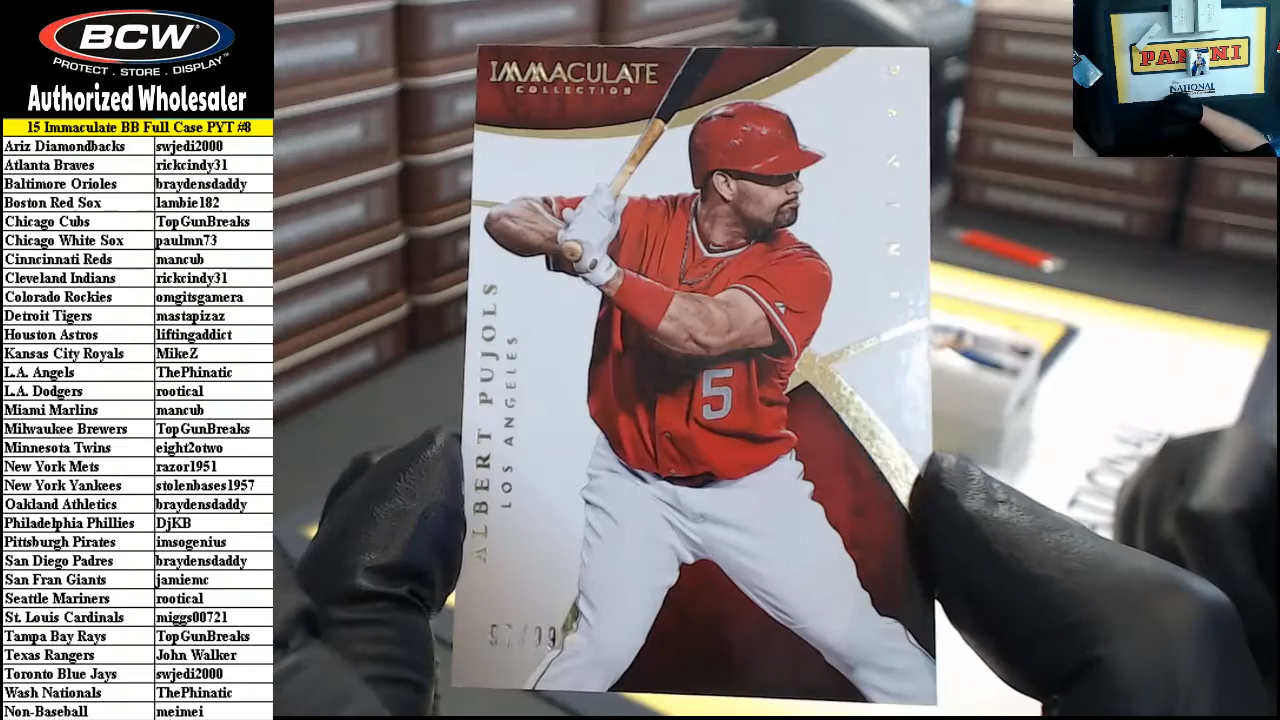 BCW
PROTECT . STORE . DISPLAY
Authorized Wholesaler
15 Immaculate BB Full Case PYT #8
Ariz Diamondbacks swjedi2000
Atlanta Braves rickcindy31
Baltimore Orioles braydensdaddy
Boston Red Sox lambie182
Chicago Cubs TopGunBreaks
Chicago White Sox paulmn73
Cinncinnati Reds mancub
Cleveland Indians rickcindy31
Colorado Rockies omgitsgamera
Detroit Tigers mastapizaz
Houston Astros liftingaddict
Kansas City Royals MikeZ
L.A. Angels ThePhinatic
L.A. Dodgers rootical
Miami Marlins mancub
Milwaukee Brewers TopGunBreaks
Minnesota Twins eight2otwo
New York Mets razor1951
New York Yankees stolenbases1957
Oakland Athletics braydensdaddy
Philadelphia Phillies DjKB
Pittsburgh Pirates imsogenius
San Diego Padres braydensdaddy
San Fran Giants jamiemc
Seattle Mariners rootical
St. Louis Cardinals miggs00721
Tampa Bay Rays TopGunBreaks
Texas Rangers John Walker
Toronto Blue Jays swjedi2000
Wash Nationals ThePhinatic
Non-Baseball meimei
IMMACULATE
COLLECTION
ALBERT PUJOLS
LOS ANGELES
5
PANINI
PANINI
NATIONAL